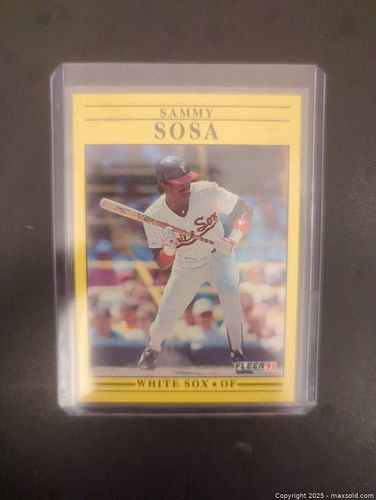 SAMMY
SOSA
Sox
FLEER 91
WHITE SOX ★ OF
Copyright © 2025 - maxsold.com